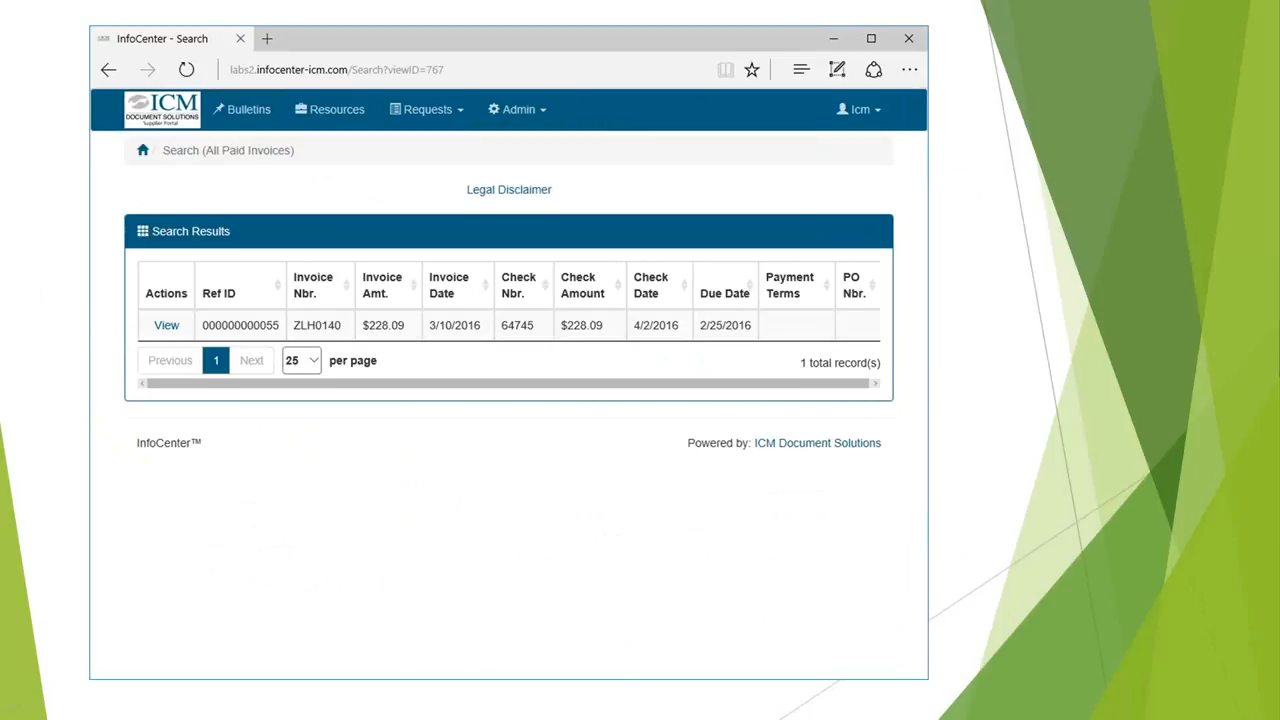 InfoCenter - Search
labs2.infocenter-icm.com/Search?viewID=767
ICM
DOCUMENT SOLUTIONS
Supplier Portal
Bulletins Resources Requests Admin Icm
Search (All Paid Invoices)
Legal Disclaimer
Search Results
Actions Ref ID Invoice Nbr. Invoice Amt. Invoice Date Check Nbr. Check Amount Check Date Due Date Payment Terms PO Nbr.
View 000000000055 ZLH0140 $228.09 3/10/2016 64745 $228.09 4/2/2016 2/25/2016
Previous 1 Next 25 per page 1 total record(s)
InfoCenter™ Powered by: ICM Document Solutions